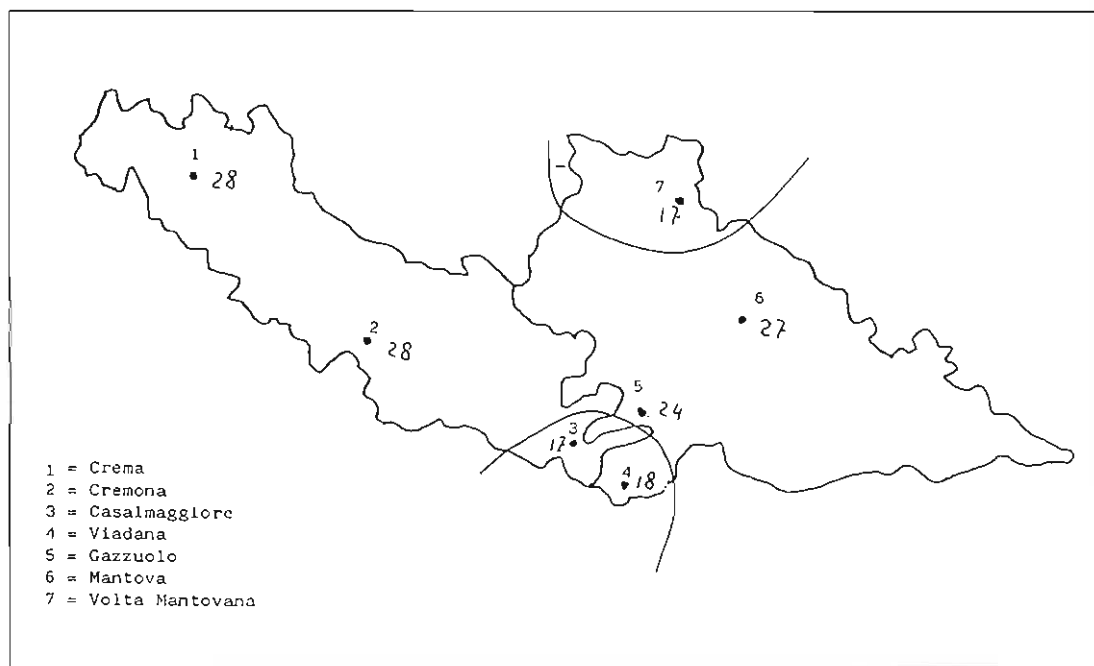 1
28
7
17
6
27
2
28
5
24
3
17
4
18
1 = Crema
2 = Cremona
3 = Casalmaggiore
4 = Viadana
5 = Gazzuolo
6 = Mantova
7 = Volta Mantovana